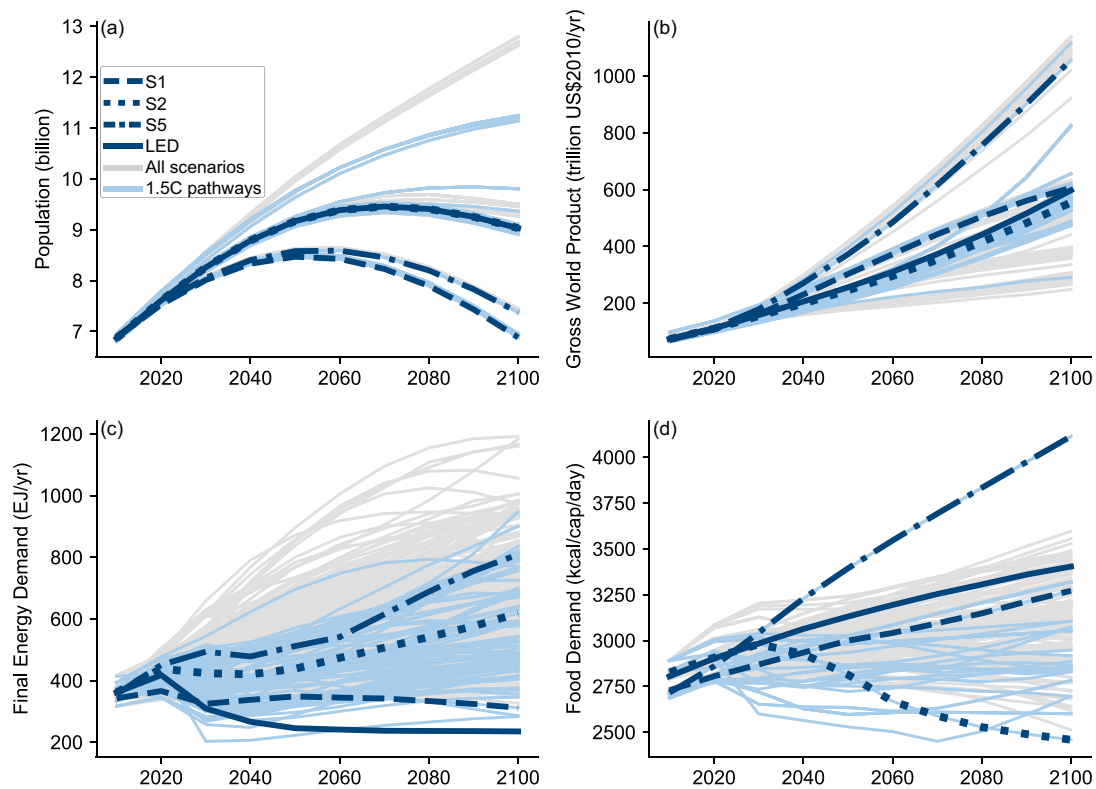 (a)
Population (billion)
13
12
11
10
9
8
7
S1
S2
S5
LED
All scenarios
1.5C pathways
2020 2040 2060 2080 2100
(b)
Gross World Product (trillion US$2010/yr)
1000
800
600
400
200
2020 2040 2060 2080 2100
(c)
Final Energy Demand (EJ/yr)
1200
1000
800
600
400
200
2020 2040 2060 2080 2100
(d)
Food Demand (kcal/cap/day)
4000
3750
3500
3250
3000
2750
2500
2020 2040 2060 2080 2100